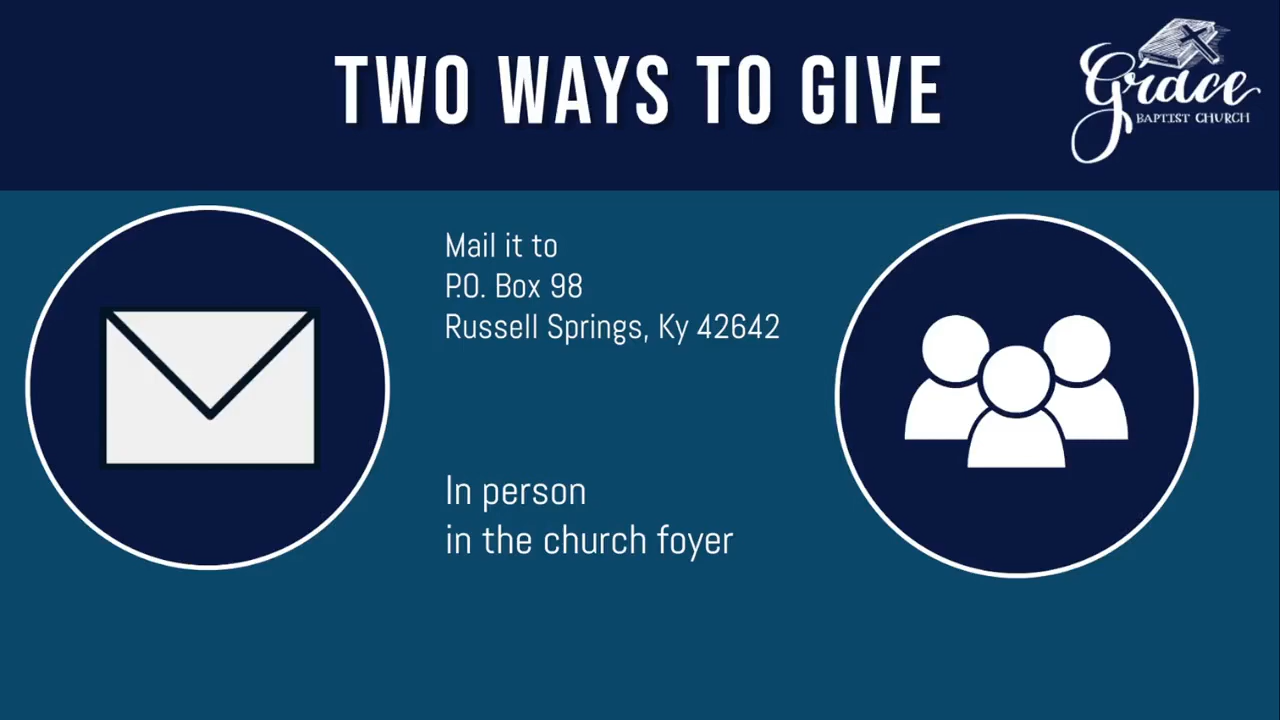 TWO WAYS TO GIVE
Grace
BAPTIST CHURCH
Mail it to
P.O. Box 98
Russell Springs, Ky 42642
In person
in the church foyer